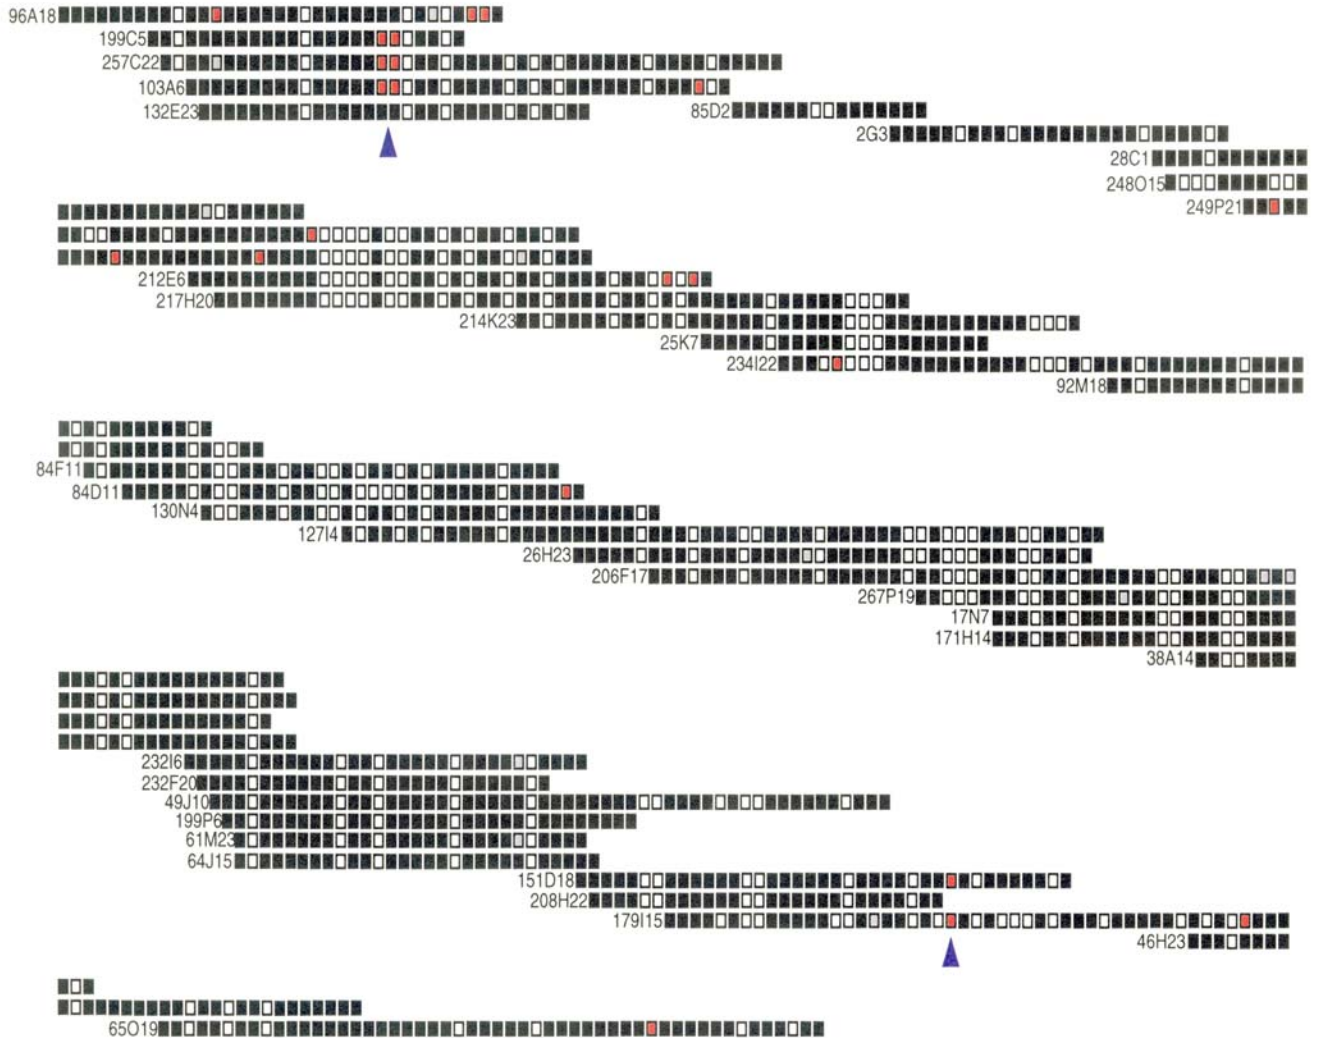 96A18
199C5
257C22
103A6
132E23 85D2
2G3
28C1
248O15
249P21
212E6
217H20
214K23
25K7
234I22
92M18
84F11
84D11
130N4
127I4
26H23
206F17
267P19
17N7
171H14
38A14
232I6
232F20
49J10
199P6
61M23
64J15
151D18
208H22
179I15
46H23
65O19